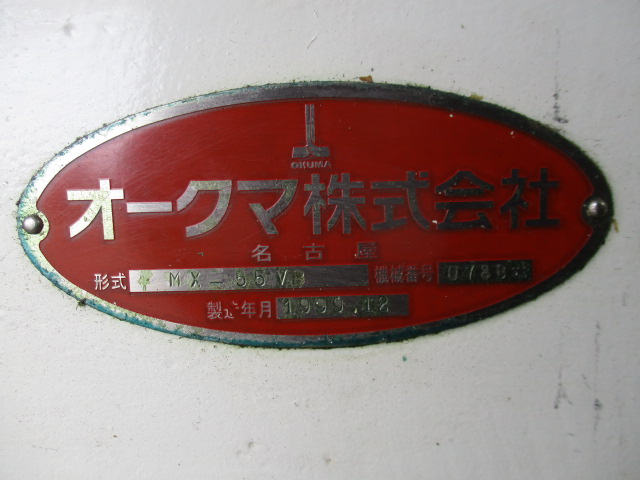 OKUMA
オークマ株式会社
名古屋
形式 MX-55VB 機械番号
製造年月 1999.12